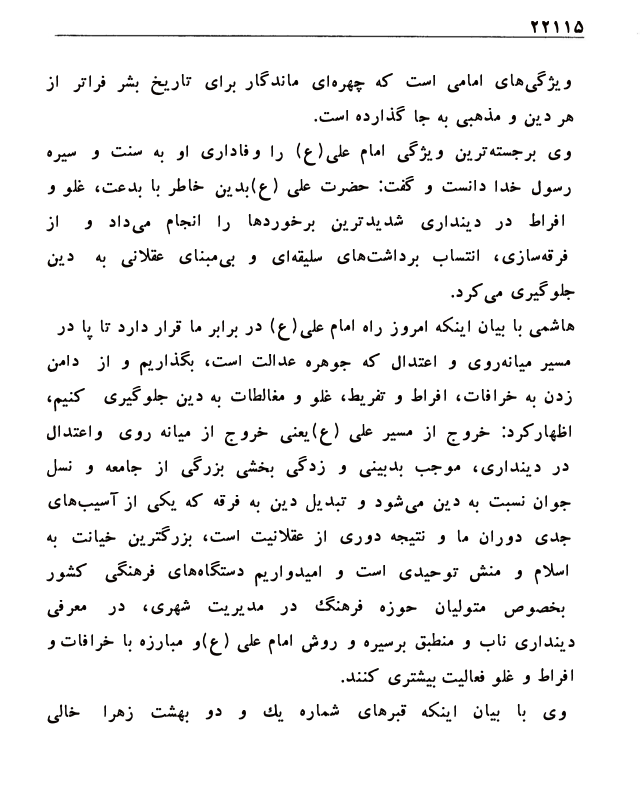 ۲۲۱۱۵
ویژگی‌های امامی است که چهره‌ای ماندگار برای تاریخ بشر فراتر از
هر دین و مذهبی به جا گذارده است.
وی برجسته‌ترین ویژگی امام علی(ع) را وفاداری او به سنت و سیره
رسول خدا دانست و گفت: حضرت علی (ع)بدین خاطر با بدعت، غلو و
افراط در دینداری شدیدترین برخوردها را انجام می‌داد و از
فرقه‌سازی، انتساب برداشت‌های سلیقه‌ای و بی‌مبنای عقلانی به دین
جلوگیری می‌کرد.
هاشمی با بیان اینکه امروز راه امام علی(ع) در برابر ما قرار دارد تا پا در
مسیر میانه‌روی و اعتدال که جوهره عدالت است، بگذاریم و از دامن
زدن به خرافات، افراط و تفریط، غلو و مغالطات به دین جلوگیری کنیم،
اظهارکرد: خروج از مسیر علی (ع)یعنی خروج از میانه روی واعتدال
در دینداری، موجب بدبینی و زدگی بخشی بزرگی از جامعه و نسل
جوان نسبت به دین می‌شود و تبدیل دین به فرقه که یکی از آسیب‌های
جدی دوران ما و نتیجه دوری از عقلانیت است، بزرگترین خیانت به
اسلام و منش توحیدی است و امیدواریم دستگاه‌های فرهنگی کشور
بخصوص متولیان حوزه فرهنگ در مدیریت شهری، در معرفی
دینداری ناب و منطبق برسیره و روش امام علی (ع)و مبارزه با خرافات و
افراط و غلو فعالیت بیشتری کنند.
وی با بیان اینکه قبرهای شماره یك و دو بهشت زهرا خالی